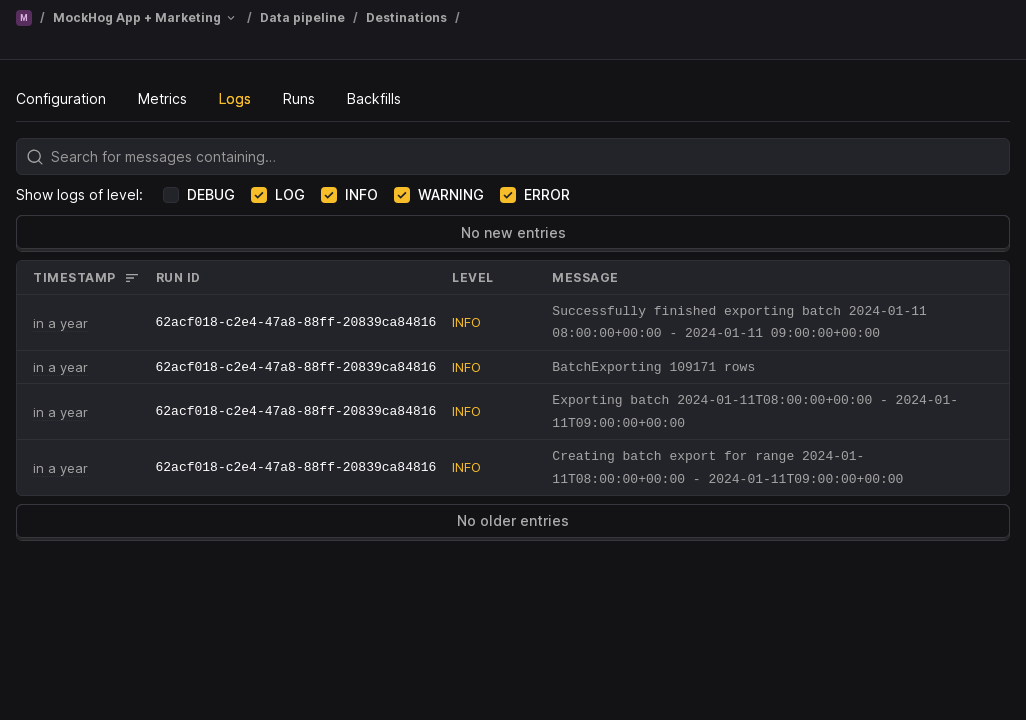 M / MockHog App + Marketing / Data pipeline / Destinations /
Configuration Metrics Logs Runs Backfills
Search for messages containing…
Show logs of level: DEBUG LOG INFO WARNING ERROR
No new entries
TIMESTAMP RUN ID LEVEL MESSAGE
in a year 62acf018-c2e4-47a8-88ff-20839ca84816 INFO Successfully finished exporting batch 2024-01-11
08:00:00+00:00 - 2024-01-11 09:00:00+00:00
in a year 62acf018-c2e4-47a8-88ff-20839ca84816 INFO BatchExporting 109171 rows
in a year 62acf018-c2e4-47a8-88ff-20839ca84816 INFO Exporting batch 2024-01-11T08:00:00+00:00 - 2024-01-
11T09:00:00+00:00
in a year 62acf018-c2e4-47a8-88ff-20839ca84816 INFO Creating batch export for range 2024-01-
11T08:00:00+00:00 - 2024-01-11T09:00:00+00:00
No older entries